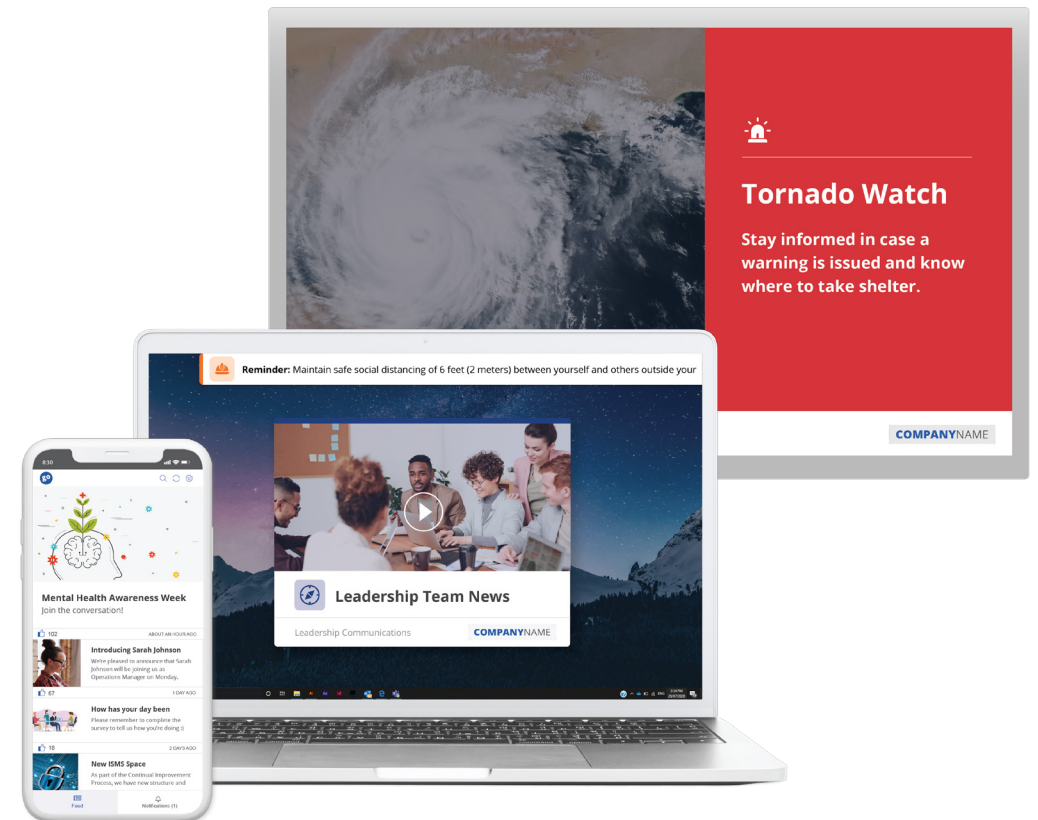 Tornado Watch
Stay informed in case a
warning is issued and know
where to take shelter.
COMPANYNAME
Reminder: Maintain safe social distancing of 6 feet (2 meters) between yourself and others outside your
Leadership Team News
Leadership Communications
COMPANYNAME
8:30
go
Mental Health Awareness Week
Join the conversation!
102
ABOUT AN HOUR AGO
Introducing Sarah Johnson
We're pleased to announce that Sarah
Johnson will be joining us as
Operations Manager on Monday.
67
1 DAY AGO
How has your day been
Please remember to complete the
survey to tell us how you're doing :)
18
2 DAYS AGO
New ISMS Space
As part of the Continual Improvement
Process, we have new structure and
Feed
Notifications (1)